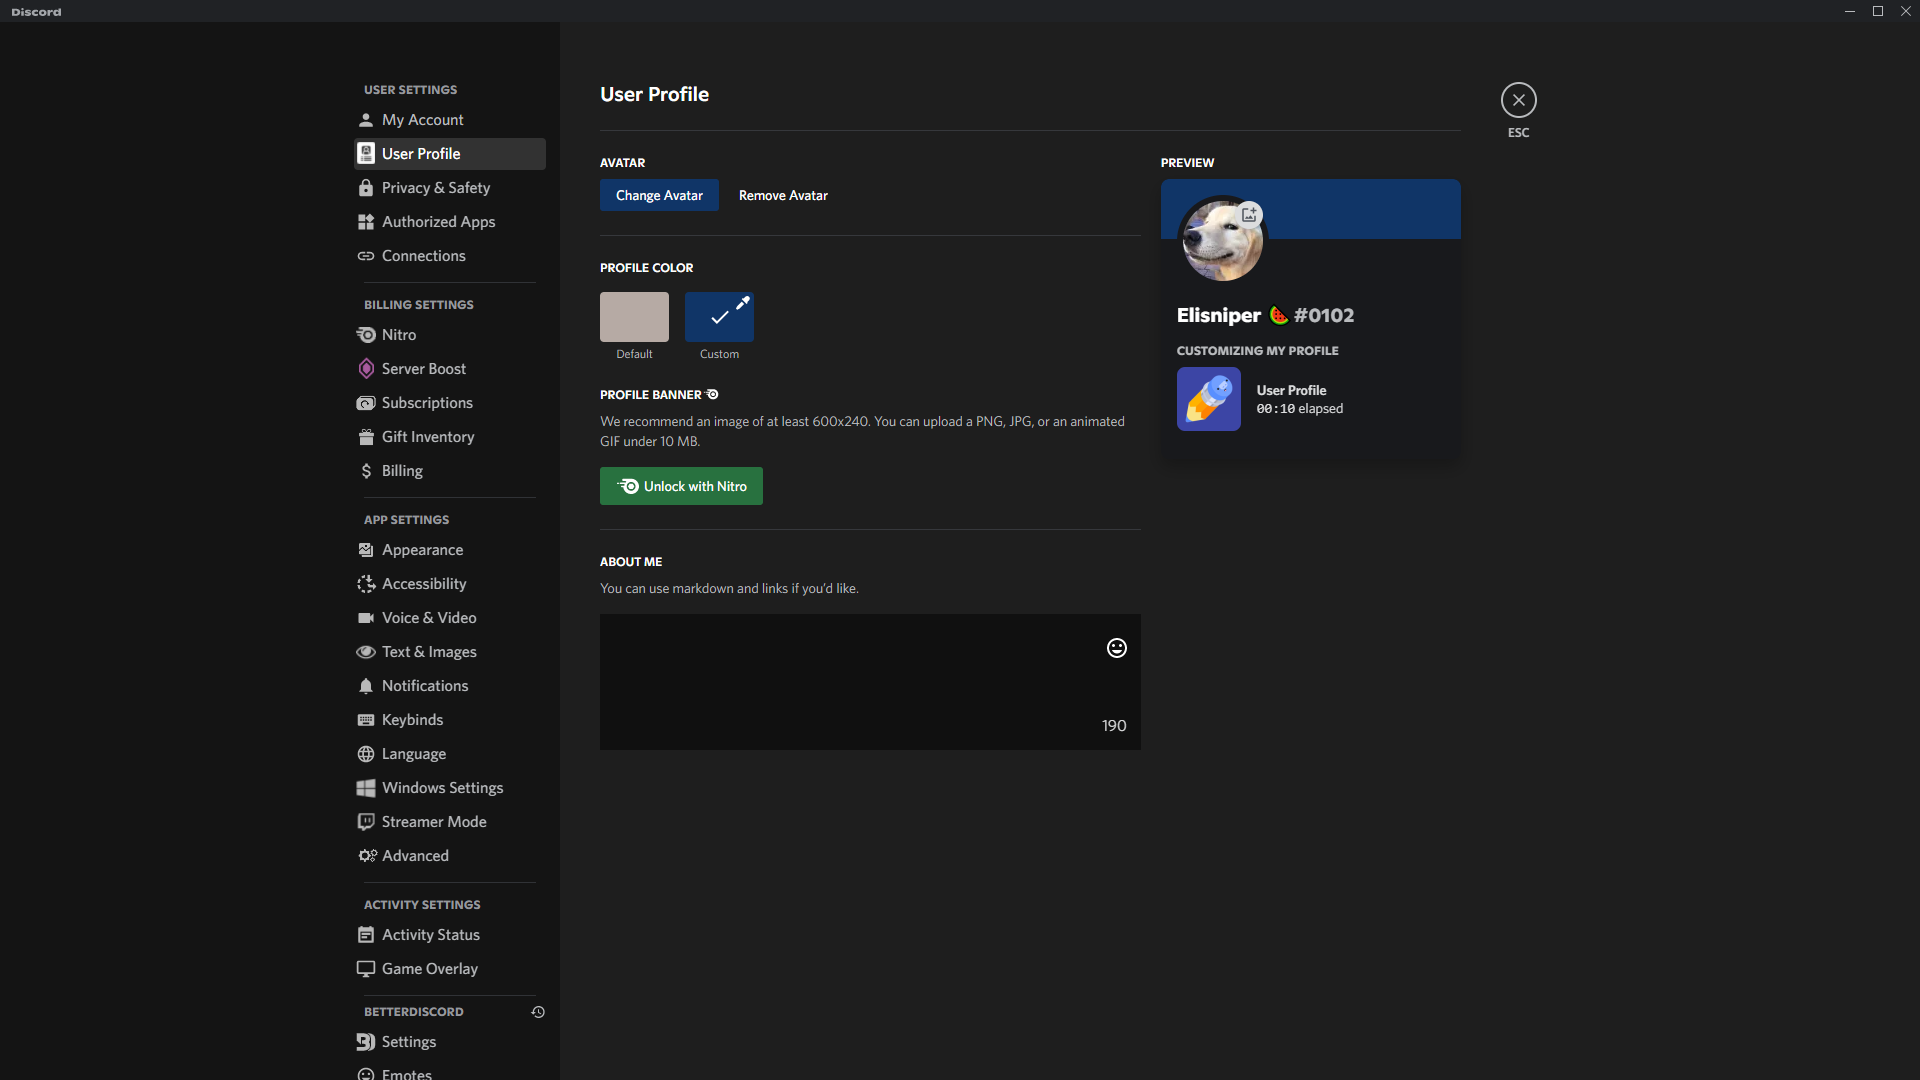 Discord
USER SETTINGS
My Account
User Profile
Privacy & Safety
Authorized Apps
Connections
BILLING SETTINGS
Nitro
Server Boost
Subscriptions
Gift Inventory
Billing
APP SETTINGS
Appearance
Accessibility
Voice & Video
Text & Images
Notifications
Keybinds
Language
Windows Settings
Streamer Mode
Advanced
ACTIVITY SETTINGS
Activity Status
Game Overlay
BETTERDISCORD
Settings
Emotes
User Profile
AVATAR
Change Avatar
Remove Avatar
PROFILE COLOR
Default
Custom
PROFILE BANNER
We recommend an image of at least 600x240. You can upload a PNG, JPG, or an animated
GIF under 10 MB.
Unlock with Nitro
ABOUT ME
You can use markdown and links if you'd like.
190
PREVIEW
Elisniper 🍉 #0102
CUSTOMIZING MY PROFILE
User Profile
00:10 elapsed
ESC